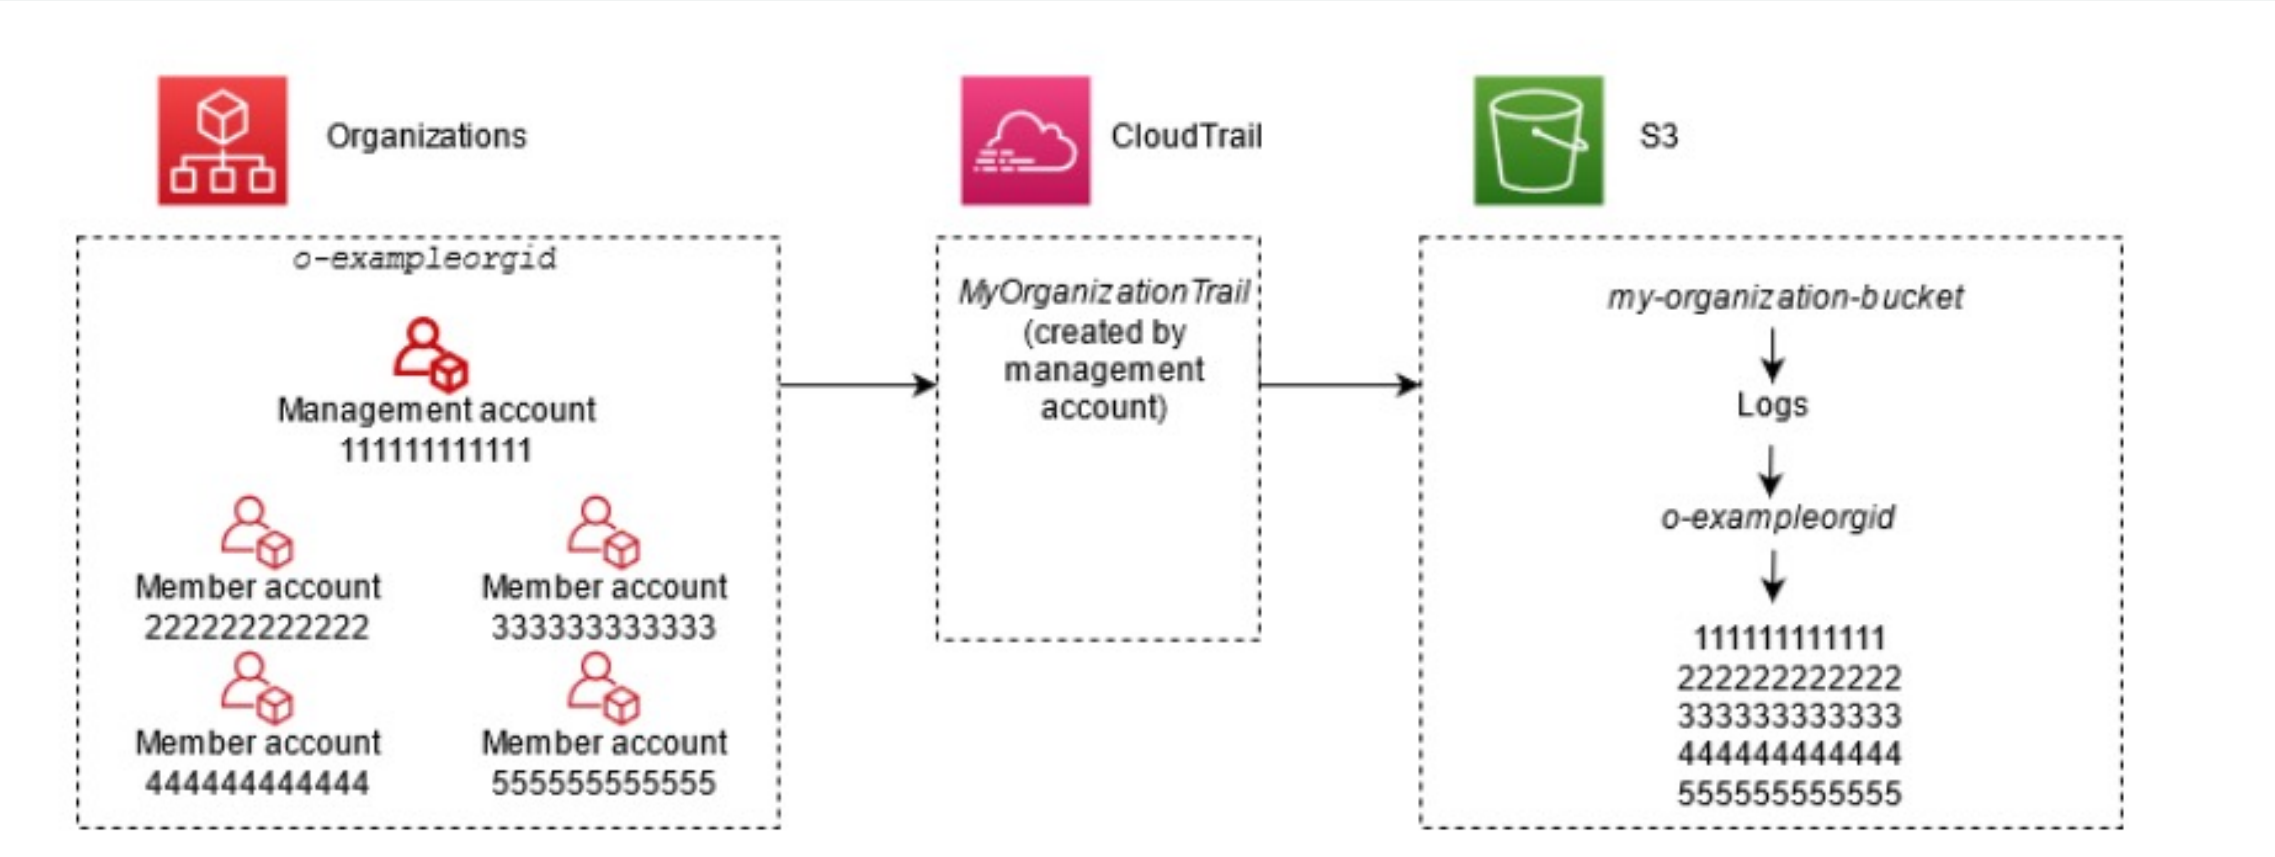 Organizations
CloudTrail
S3
o-exampleorgid
Management account
111111111111
Member account
222222222222
Member account
333333333333
Member account
444444444444
Member account
555555555555
MyOrganizationTrail
(created by
management
account)
my-organization-bucket
Logs
o-exampleorgid
111111111111
222222222222
333333333333
444444444444
555555555555